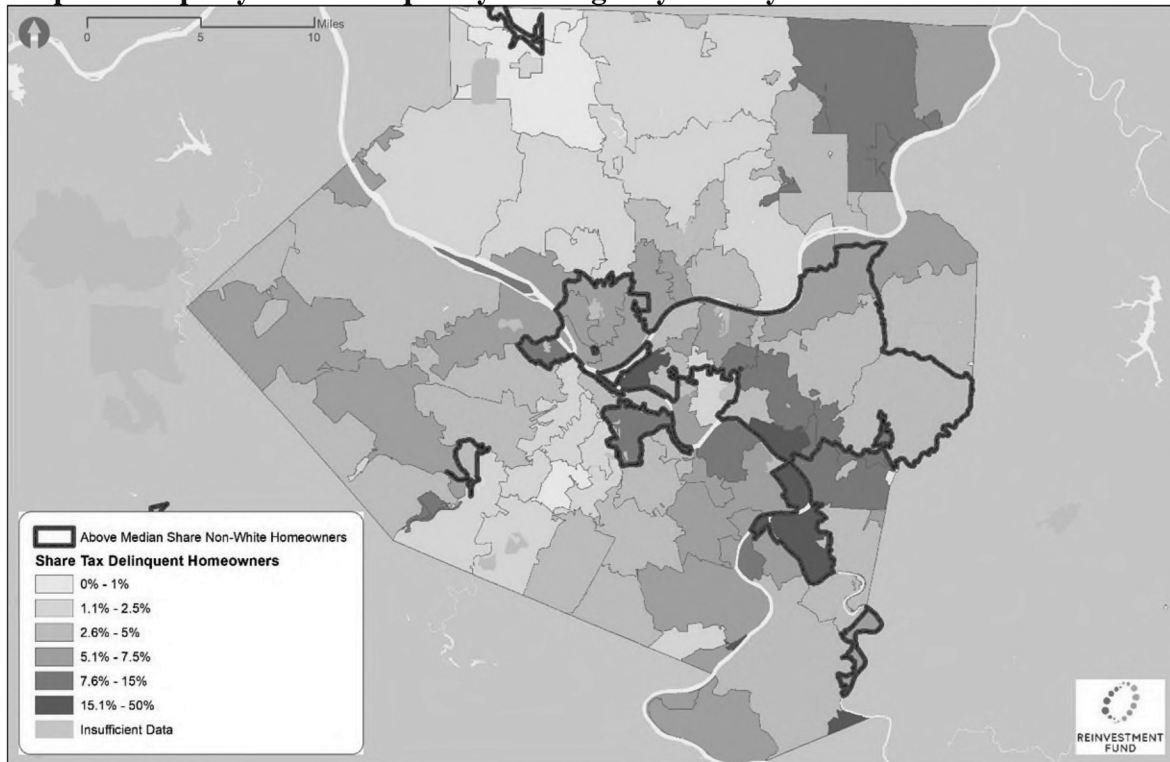 0 5 10 Miles
Above Median Share Non-White Homeowners
Share Tax Delinquent Homeowners
0% - 1%
1.1% - 2.5%
2.6% - 5%
5.1% - 7.5%
7.6% - 15%
15.1% - 50%
Insufficient Data
REINVESTMENT
FUND